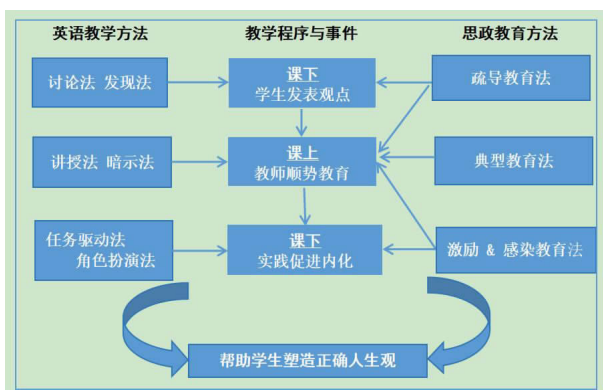 英语教学方法
教学程序与事件
思政教育方法
讨论法 发现法
课下
学生发表观点
疏导教育法
讲授法 暗示法
课上
教师顺势教育
典型教育法
任务驱动法
角色扮演法
课下
实践促进内化
激励 & 感染教育法
帮助学生塑造正确人生观